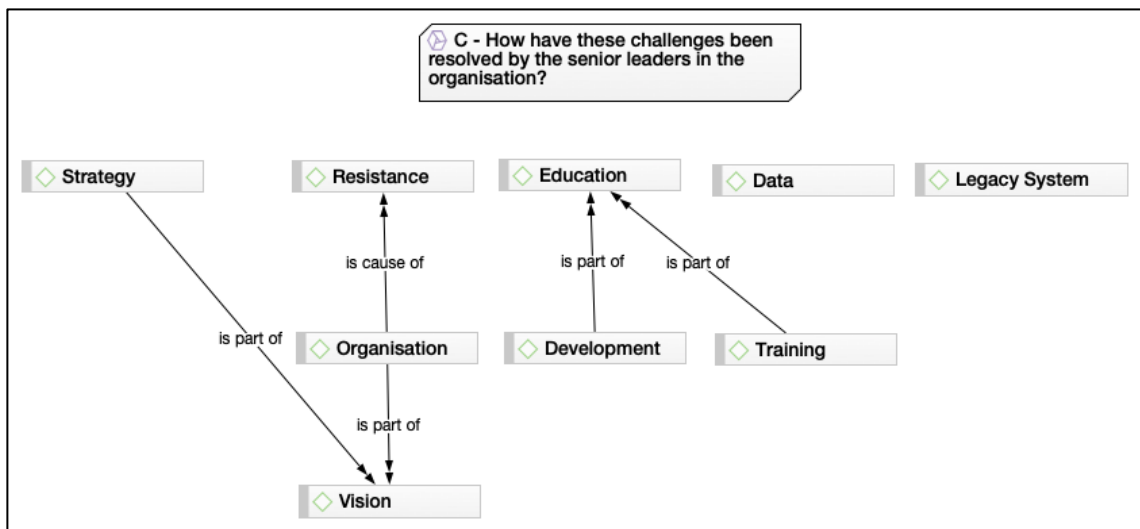 C - How have these challenges been
resolved by the senior leaders in the
organisation?
Strategy
Resistance
Education
Data
Legacy System
is cause of
is part of
is part of
is part of
Organisation
Development
Training
is part of
Vision